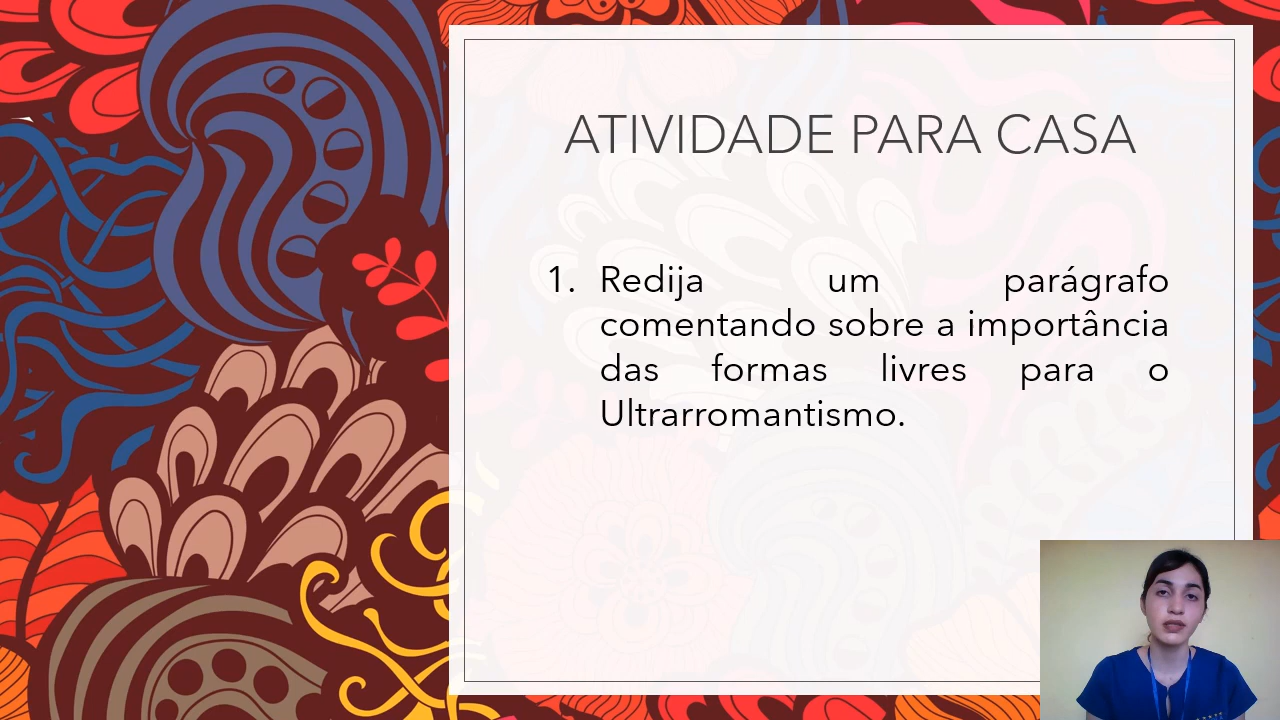 ATIVIDADE PARA CASA
1. Redija um parágrafo
comentando sobre a importância
das formas livres para o
Ultrarromantismo.